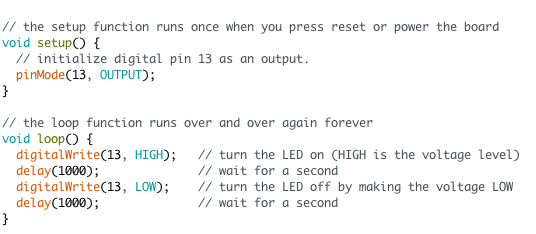 // the setup function runs once when you press reset or power the board
void setup() {
  // initialize digital pin 13 as an output.
  pinMode(13, OUTPUT);
}

// the loop function runs over and over again forever
void loop() {
  digitalWrite(13, HIGH);   // turn the LED on (HIGH is the voltage level)
  delay(1000);              // wait for a second
  digitalWrite(13, LOW);    // turn the LED off by making the voltage LOW
  delay(1000);              // wait for a second
}